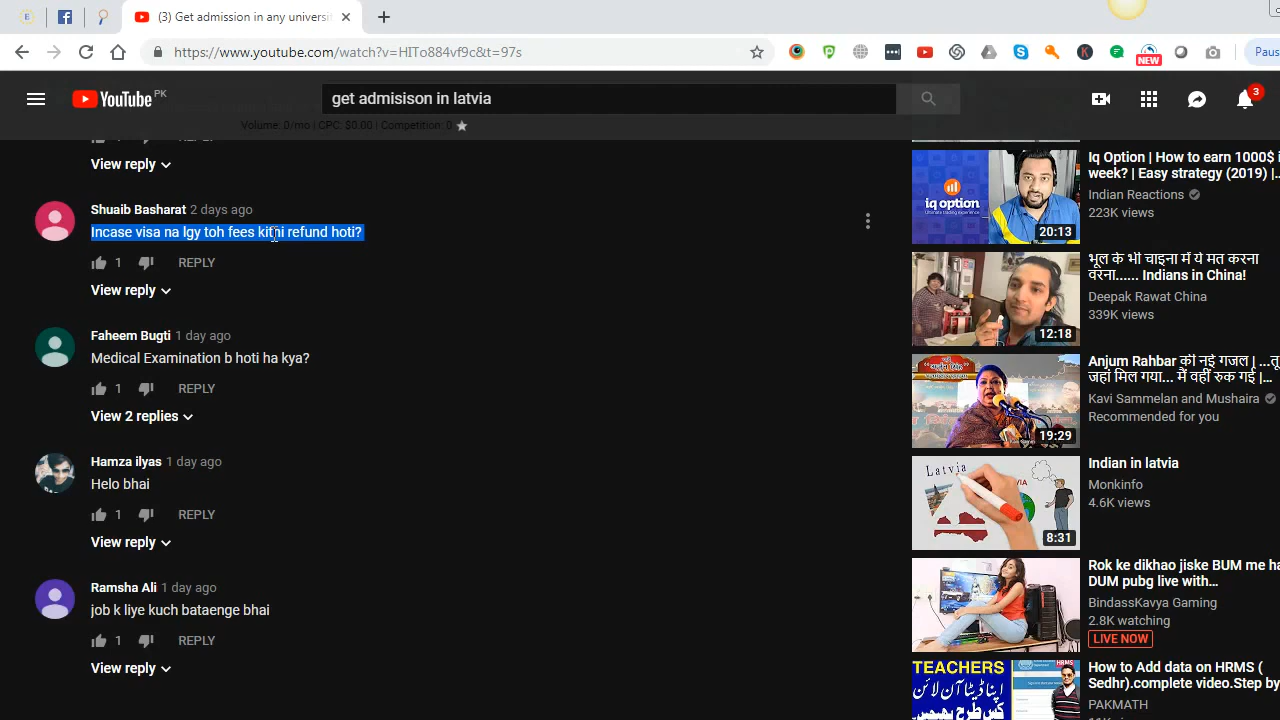 (3) Get admission in any universi
https://www.youtube.com/watch?v=HITo884vf9c&t=97s
NEW
Paus
YouTube PK
get admisison in latvia
3
Volume: 0/mo | CPC: $0.00 | Competition: 0
View reply
Shuaib Basharat 2 days ago
Incase visa na lgy toh fees kitni refund hoti?
1 REPLY
View reply
Faheem Bugti 1 day ago
Medical Examination b hoti ha kya?
1 REPLY
View 2 replies
Hamza ilyas 1 day ago
Helo bhai
1 REPLY
View reply
Ramsha Ali 1 day ago
job k liye kuch bataenge bhai
1 REPLY
View reply
iq option
20:13
Iq Option | How to earn 1000$ i
week? | Easy strategy (2019) |...
Indian Reactions
223K views
12:18
भूल के भी चाइना में ये मत करना
वरना...... Indians in China!
Deepak Rawat China
339K views
19:29
Anjum Rahbar की नई गजल | ...तू
जहां मिल गया... मैं वहीं रुक गई |...
Kavi Sammelan and Mushaira
Recommended for you
Latvia
8:31
Indian in latvia
Monkinfo
4.6K views
Rok ke dikhao jiske BUM me ha
DUM pubg live with...
BindassKavya Gaming
2.8K watching
LIVE NOW
TEACHERS
اپنا ڈیٹا آن لائن
HRMS
How to Add data on HRMS (
Sedhr).complete video.Step by
PAKMATH